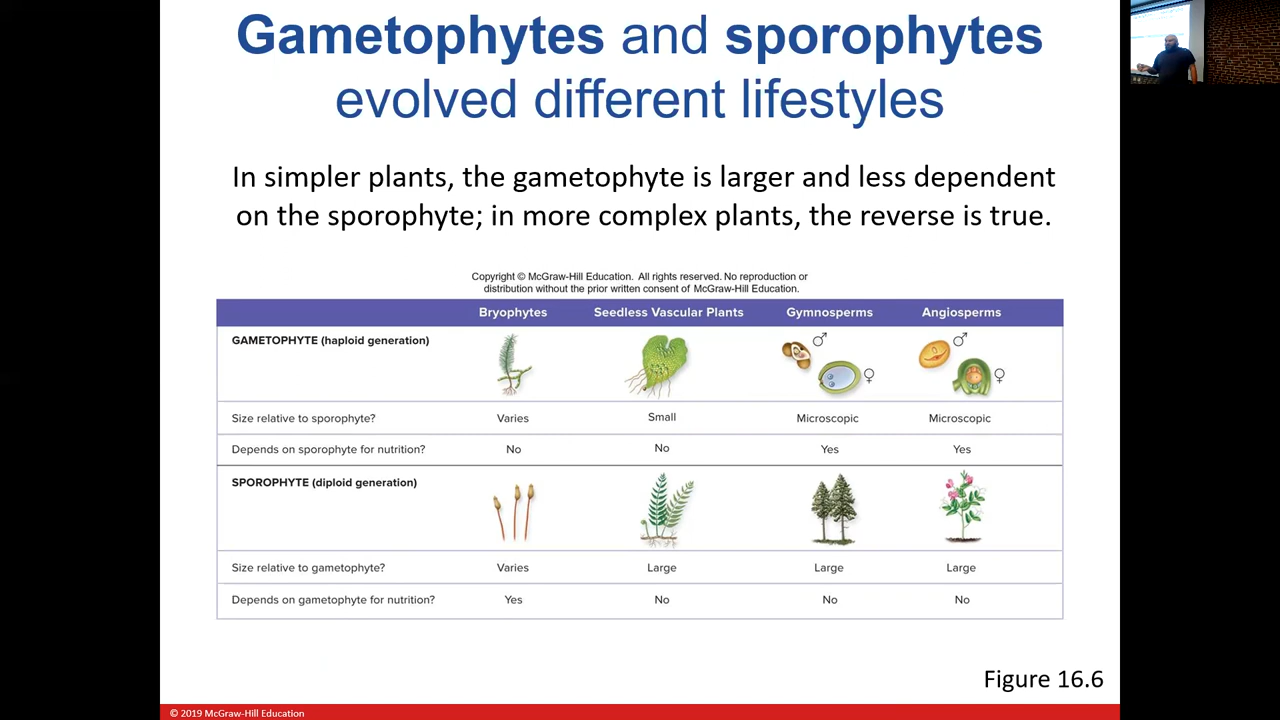 Gametophytes and sporophytes
evolved different lifestyles
In simpler plants, the gametophyte is larger and less dependent
on the sporophyte; in more complex plants, the reverse is true.
Copyright © McGraw-Hill Education. All rights reserved. No reproduction or
distribution without the prior written consent of McGraw-Hill Education.
Bryophytes Seedless Vascular Plants Gymnosperms Angiosperms
GAMETOPHYTE (haploid generation)
♂ ♂
♀ ♀
Size relative to sporophyte? Varies Small Microscopic Microscopic
Depends on sporophyte for nutrition? No No Yes Yes
SPOROPHYTE (diploid generation)
Size relative to gametophyte? Varies Large Large Large
Depends on gametophyte for nutrition? Yes No No No
Figure 16.6
© 2019 McGraw-Hill Education